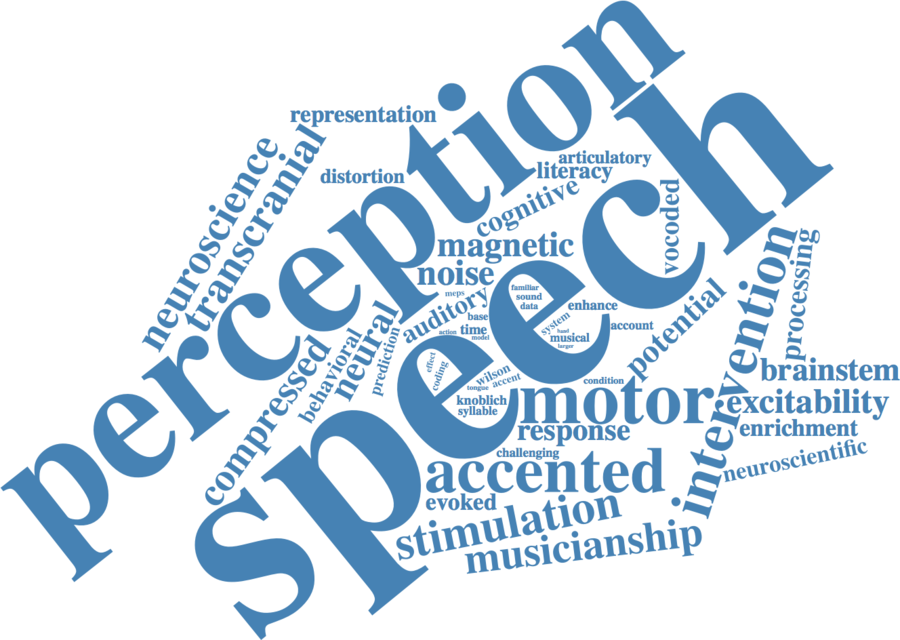 perception
speech
representation
neuroscience
transcranial
distortion
articulatory
literacy
cognitive
vocoded
magnetic
noise
meps
auditory
familiar
sound
data
enhance
base
system
account
action
time
model
band
musical
larger
neural
behavioral
prediction
compressed
effect
coding
wilson
tongue
accent
condition
knoblich
syllable
potential
intervention
processing
brainstem
motor
excitability
response
enrichment
challenging
neuroscientific
accented
evoked
stimulation
musicianship